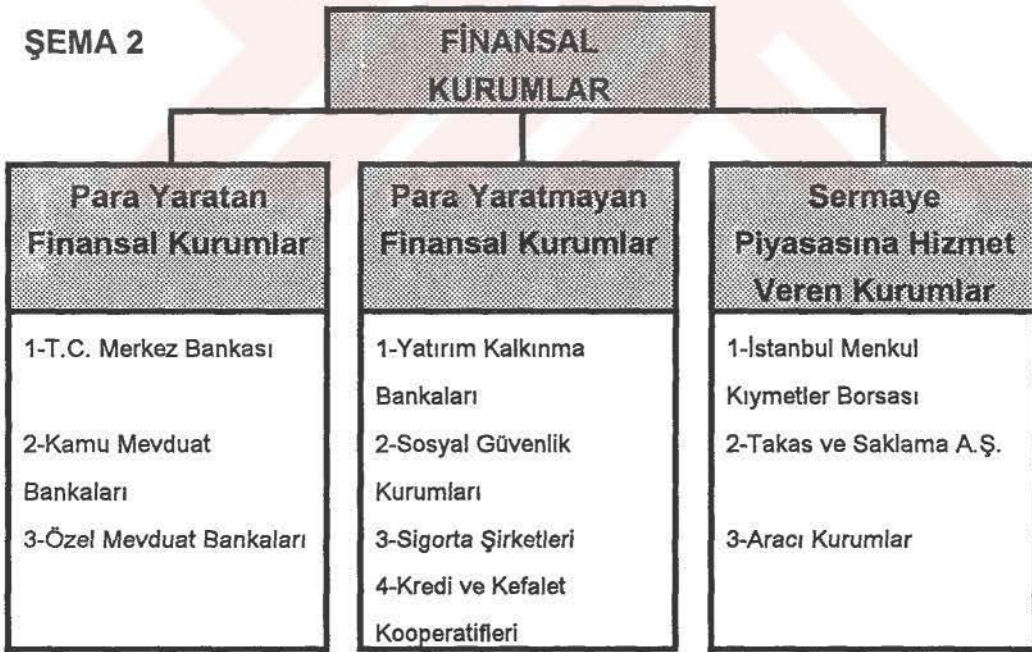 ŞEMA 2
FİNANSAL
KURUMLAR
Para Yaratan
Finansal Kurumlar
1-T.C. Merkez Bankası
2-Kamu Mevduat
Bankaları
3-Özel Mevduat Bankaları
Para Yaratmayan
Finansal Kurumlar
1-Yatırım Kalkınma
Bankaları
2-Sosyal Güvenlik
Kurumları
3-Sigorta Şirketleri
4-Kredi ve Kefalet
Kooperatifleri
Sermaye
Piyasasına Hizmet
Veren Kurumlar
1-İstanbul Menkul
Kıymetler Borsası
2-Takas ve Saklama A.Ş.
3-Aracı Kurumlar